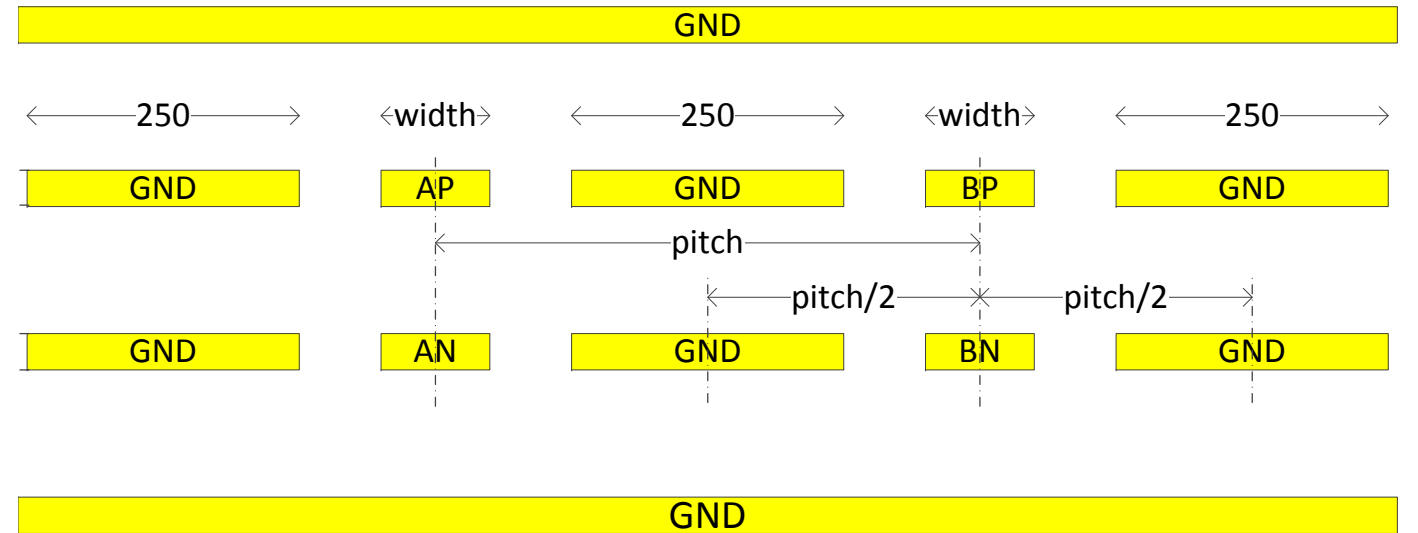 GND
250 width 250 width 250
GND AP GND BP GND
pitch
pitch/2 pitch/2
GND AN GND BN GND
GND